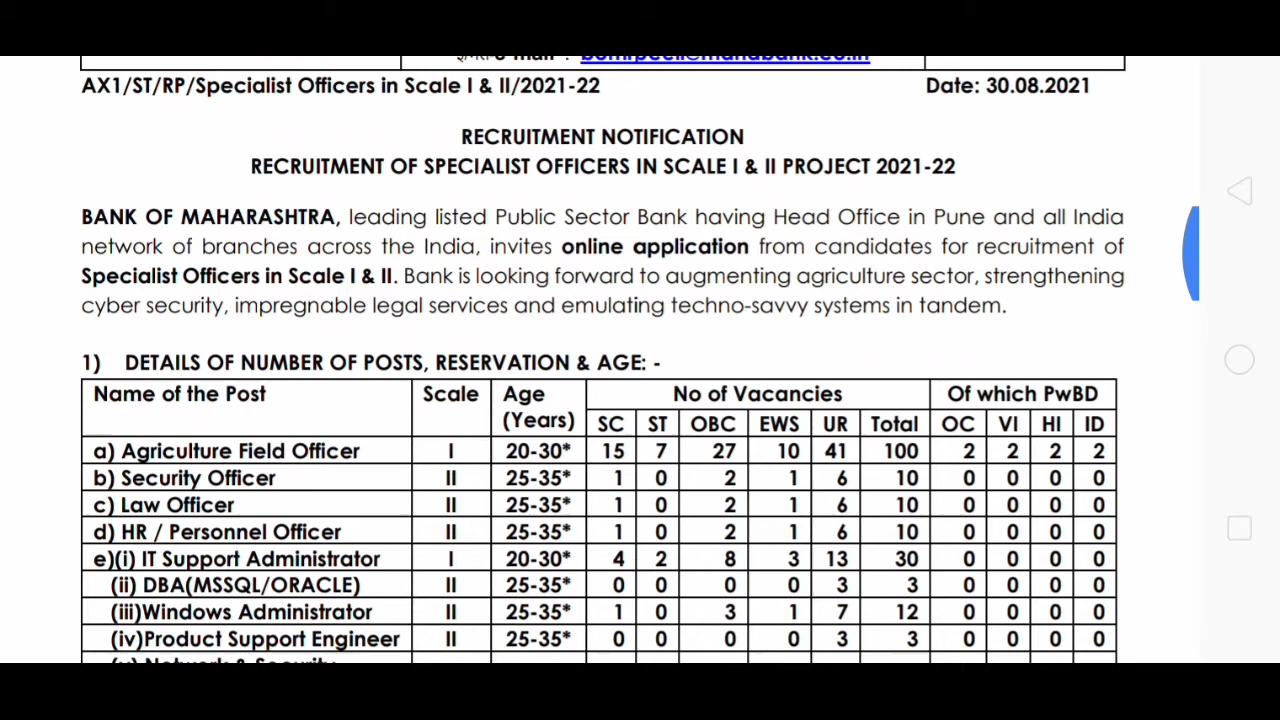 AX1/ST/RP/Specialist Officers in Scale I & II/2021-22 Date: 30.08.2021
RECRUITMENT NOTIFICATION
RECRUITMENT OF SPECIALIST OFFICERS IN SCALE I & II PROJECT 2021-22
BANK OF MAHARASHTRA, leading listed Public Sector Bank having Head Office in Pune and all India
network of branches across the India, invites online application from candidates for recruitment of
Specialist Officers in Scale I & II. Bank is looking forward to augmenting agriculture sector, strengthening
cyber security, impregnable legal services and emulating techno-savvy systems in tandem.
1) DETAILS OF NUMBER OF POSTS, RESERVATION & AGE: -
Name of the Post Scale Age (Years) No of Vacancies Of which PwBD
SC ST OBC EWS UR Total OC VI HI ID
a) Agriculture Field Officer I 20-30* 15 7 27 10 41 100 2 2 2 2
b) Security Officer II 25-35* 1 0 2 1 6 10 0 0 0 0
c) Law Officer II 25-35* 1 0 2 1 6 10 0 0 0 0
d) HR / Personnel Officer II 25-35* 1 0 2 1 6 10 0 0 0 0
e)(i) IT Support Administrator I 20-30* 4 2 8 3 13 30 0 0 0 0
(ii) DBA(MSSQL/ORACLE) II 25-35* 0 0 0 0 3 3 0 0 0 0
(iii)Windows Administrator II 25-35* 1 0 3 1 7 12 0 0 0 0
(iv)Product Support Engineer II 25-35* 0 0 0 0 3 3 0 0 0 0
(v) Network & Security